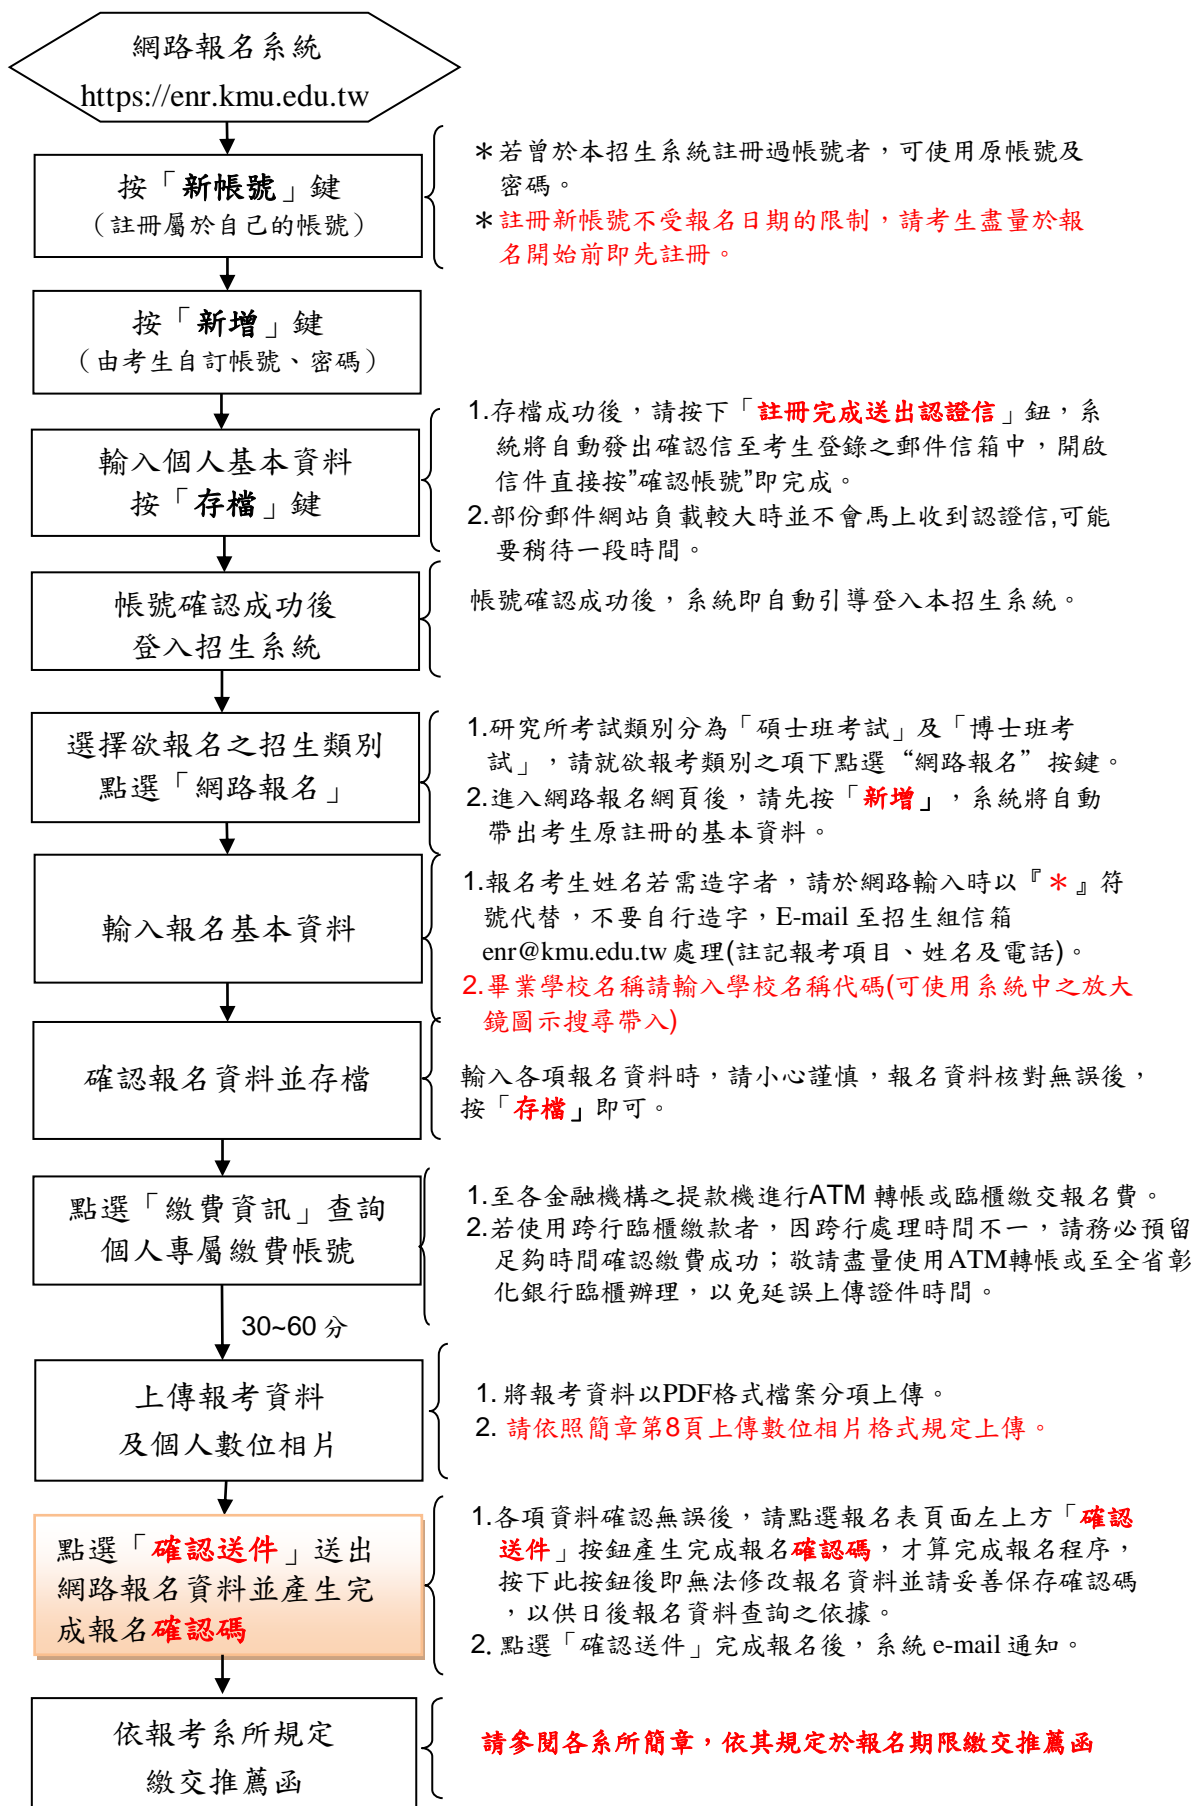 網路報名系統
https://enr.kmu.edu.tw
按「新帳號」鍵
（註冊屬於自己的帳號）
＊若曾於本招生系統註冊過帳號者，可使用原帳號及
密碼。
＊註冊新帳號不受報名日期的限制，請考生盡量於報
名開始前即先註冊。
按「新增」鍵
（由考生自訂帳號、密碼）
輸入個人基本資料
按「存檔」鍵
1.存檔成功後，請按下「註冊完成送出認證信」鈕，系
統將自動發出確認信至考生登錄之郵件信箱中，開啟
信件直接按”確認帳號”即完成。
2.部份郵件網站負載較大時並不會馬上收到認證信,可能
要稍待一段時間。
帳號確認成功後
登入招生系統
帳號確認成功後，系統即自動引導登入本招生系統。
選擇欲報名之招生類別
點選「網路報名」
1.研究所考試類別分為「碩士班考試」及「博士班考
試」，請就欲報考類別之項下點選“網路報名”按鍵。
2.進入網路報名網頁後，請先按「新增」，系統將自動
帶出考生原註冊的基本資料。
輸入報名基本資料
1.報名考生姓名若需造字者，請於網路輸入時以『＊』符
號代替，不要自行造字，E-mail 至招生組信箱
enr@kmu.edu.tw 處理(註記報考項目、姓名及電話)。
2.畢業學校名稱請輸入學校名稱代碼(可使用系統中之放大
鏡圖示搜尋帶入)
確認報名資料並存檔
輸入各項報名資料時，請小心謹慎，報名資料核對無誤後，
按「存檔」即可。
點選「繳費資訊」查詢
個人專屬繳費帳號
1.至各金融機構之提款機進行ATM 轉帳或臨櫃繳交報名費。
2.若使用跨行臨櫃繳款者，因跨行處理時間不一，請務必預留
足夠時間確認繳費成功；敬請盡量使用ATM轉帳或至全省彰
化銀行臨櫃辦理，以免延誤上傳證件時間。
30~60 分
上傳報考資料
及個人數位相片
1. 將報考資料以PDF格式檔案分項上傳。
2. 請依照簡章第8頁上傳數位相片格式規定上傳。
點選「確認送件」送出
網路報名資料並產生完
成報名確認碼
1.各項資料確認無誤後，請點選報名表頁面左上方「確認
送件」按鈕產生完成報名確認碼，才算完成報名程序，
按下此按鈕後即無法修改報名資料並請妥善保存確認碼
，以供日後報名資料查詢之依據。
2. 點選「確認送件」完成報名後，系統 e-mail 通知。
依報考系所規定
繳交推薦函
請參閱各系所簡章，依其規定於報名期限繳交推薦函